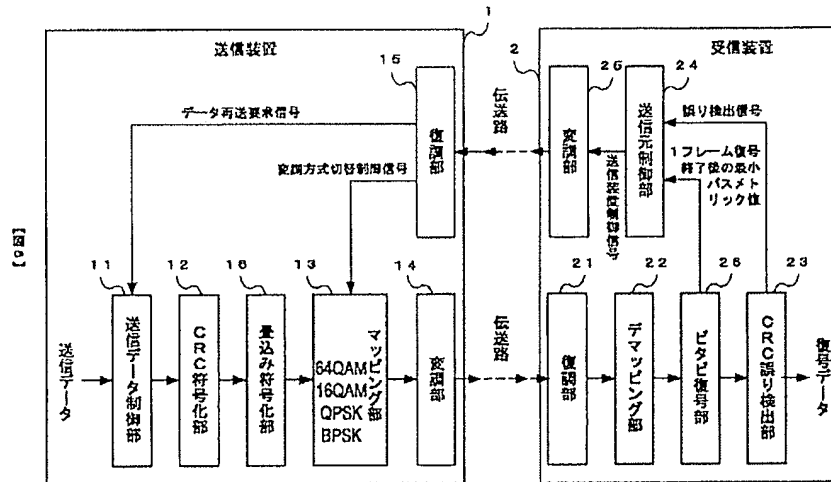 【図9】
送信装置
1
15
復調部
データ再送要求信号
変調方式切替制御信号
送信データ
11
送信データ制御部
12
CRC符号化部
16
畳込み符号化部
13
マッピング部
64QAM
16QAM
QPSK
BPSK
14
変調部
伝送路
伝送路
受信装置
2
25
変調部
24
送信元制御部
送信装置制御信号
誤り検出信号
1フレーム復号
終了後の最小
パスメト
リック値
21
復調部
22
デマッピング部
26
ビタビ復号部
23
CRC誤り検出部
復号データ